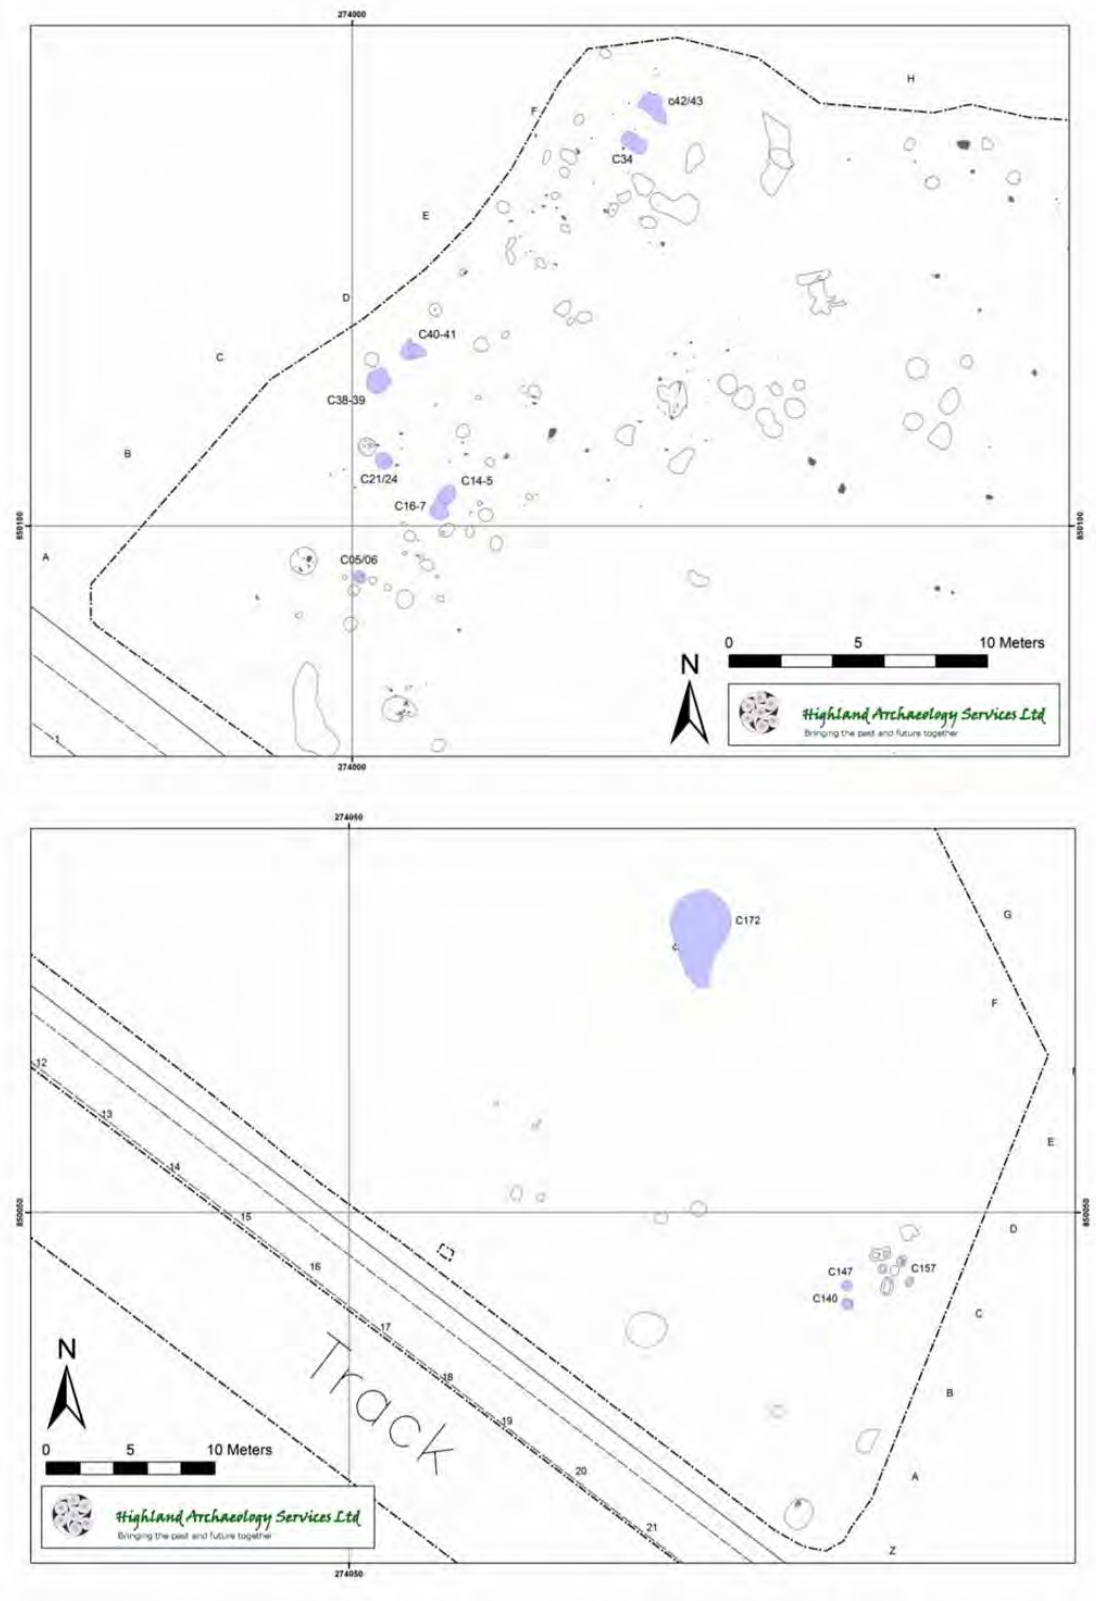 274000
H
c42/43
F
C34
E
D
C40-41
C
C38-39
B
C21/24
C14-5
C16-7
850100
850100
A
C05/06
0 5 10 Meters
N
Highland Archaeology Services Ltd
Bringing the past and future together
1
274000
274050
C172
G
F
12
E
13
14
15
850050
850050
D
16
C147
C157
C140
C
17
N
Track
18
B
19
0 5 10 Meters
20
A
Highland Archaeology Services Ltd
Bringing the past and future together
21
Z
274050